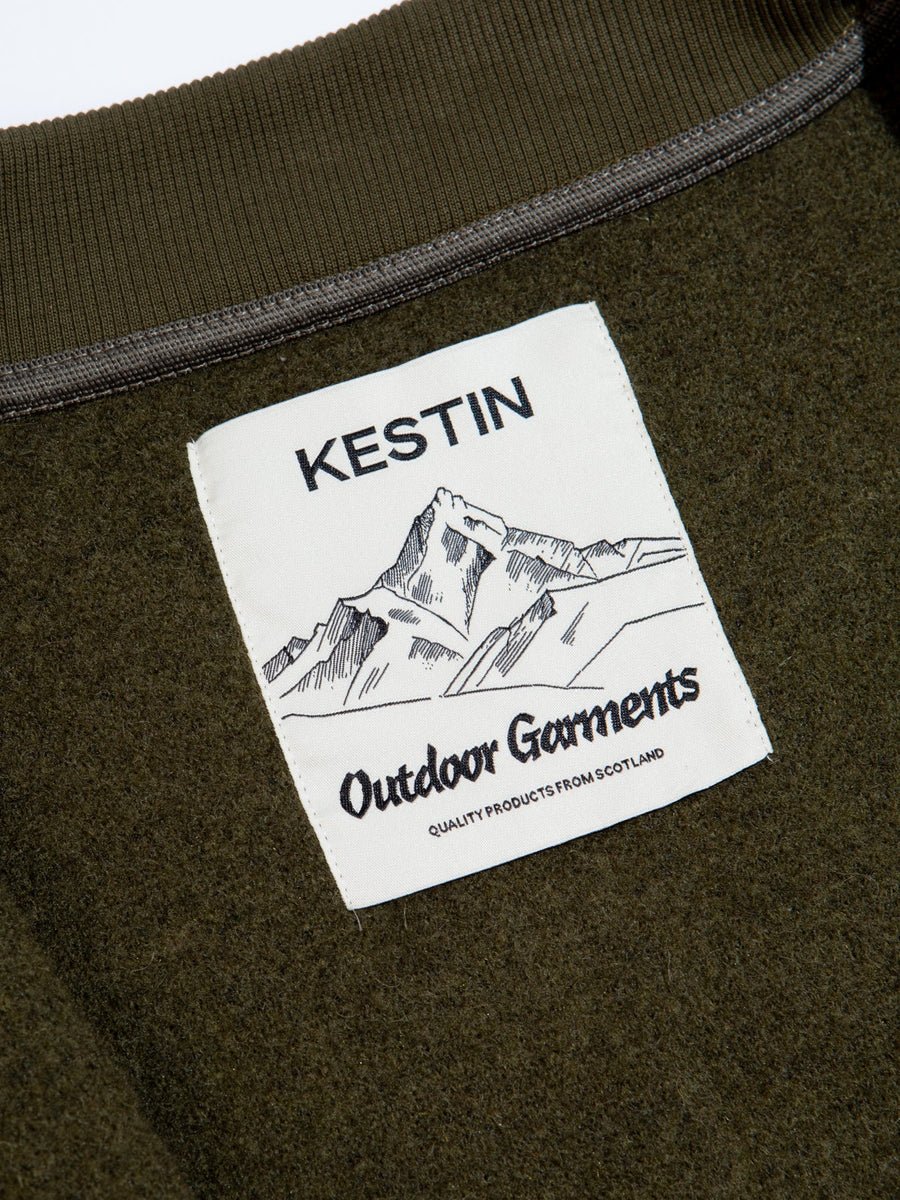 KESTIN
Outdoor Garments
QUALITY PRODUCTS FROM SCOTLAND